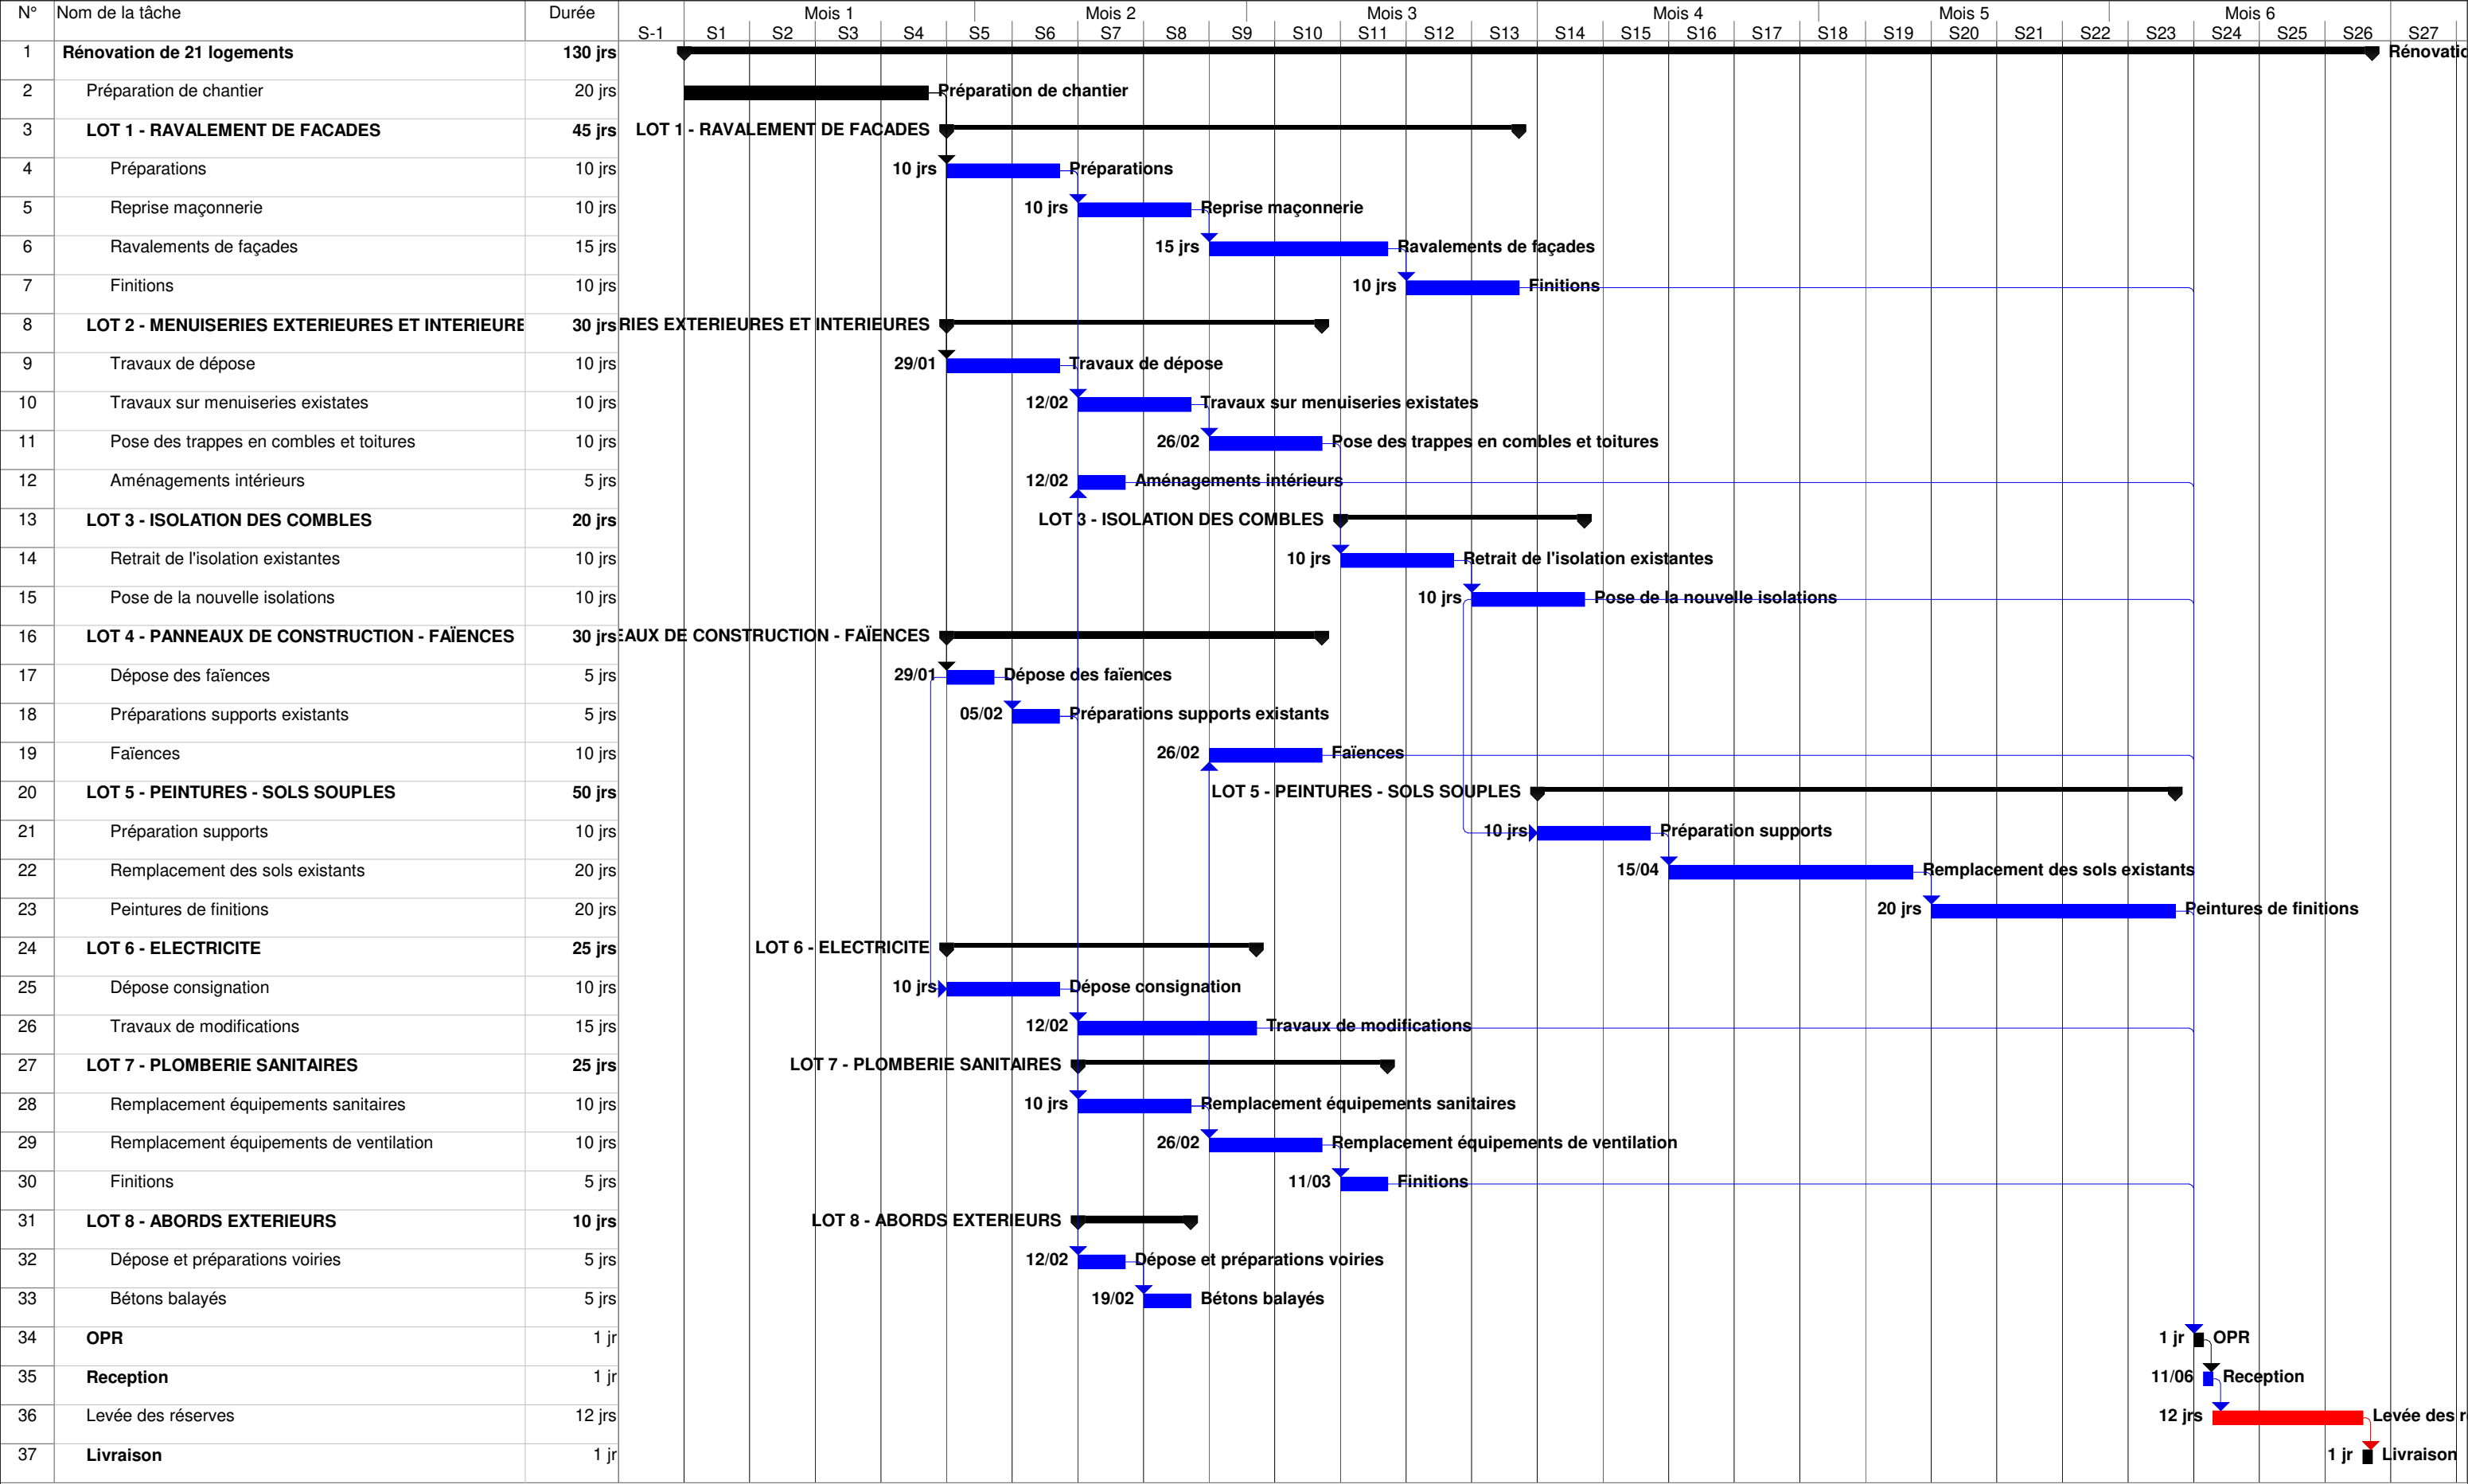 N° Nom de la tâche Durée Mois 1 Mois 2 Mois 3 Mois 4 Mois 5 Mois 6
S-1 S1 S2 S3 S4 S5 S6 S7 S8 S9 S10 S11 S12 S13 S14 S15 S16 S17 S18 S19 S20 S21 S22 S23 S24 S25 S26 S27
1 Rénovation de 21 logements 130 jrs Rénovatio
2 Préparation de chantier 20 jrs Préparation de chantier
3 LOT 1 - RAVALEMENT DE FACADES 45 jrs LOT 1 - RAVALEMENT DE FACADES
4 Préparations 10 jrs 10 jrs Préparations
5 Reprise maçonnerie 10 jrs 10 jrs Reprise maçonnerie
6 Ravalements de façades 15 jrs 15 jrs Ravalements de façades
7 Finitions 10 jrs 10 jrs Finitions
8 LOT 2 - MENUISERIES EXTERIEURES ET INTERIEURE 30 jrs RIES EXTERIEURES ET INTERIEURES
9 Travaux de dépose 10 jrs 29/01 Travaux de dépose
10 Travaux sur menuiseries existates 10 jrs 12/02 Travaux sur menuiseries existates
11 Pose des trappes en combles et toitures 10 jrs 26/02 Pose des trappes en combles et toitures
12 Aménagements intérieurs 5 jrs 12/02 Aménagements intérieurs
13 LOT 3 - ISOLATION DES COMBLES 20 jrs LOT 3 - ISOLATION DES COMBLES
14 Retrait de l'isolation existantes 10 jrs 10 jrs Retrait de l'isolation existantes
15 Pose de la nouvelle isolations 10 jrs 10 jrs Pose de la nouvelle isolations
16 LOT 4 - PANNEAUX DE CONSTRUCTION - FAÏENCES 30 jrs EAUX DE CONSTRUCTION - FAÏENCES
17 Dépose des faïences 5 jrs 29/01 Dépose des faïences
18 Préparations supports existants 5 jrs 05/02 Préparations supports existants
19 Faïences 10 jrs 26/02 Faïences
20 LOT 5 - PEINTURES - SOLS SOUPLES 50 jrs LOT 5 - PEINTURES - SOLS SOUPLES
21 Préparation supports 10 jrs 10 jrs Préparation supports
22 Remplacement des sols existants 20 jrs 15/04 Remplacement des sols existants
23 Peintures de finitions 20 jrs 20 jrs Peintures de finitions
24 LOT 6 - ELECTRICITE 25 jrs LOT 6 - ELECTRICITE
25 Dépose consignation 10 jrs 10 jrs Dépose consignation
26 Travaux de modifications 15 jrs 12/02 Travaux de modifications
27 LOT 7 - PLOMBERIE SANITAIRES 25 jrs LOT 7 - PLOMBERIE SANITAIRES
28 Remplacement équipements sanitaires 10 jrs 10 jrs Remplacement équipements sanitaires
29 Remplacement équipements de ventilation 10 jrs 26/02 Remplacement équipements de ventilation
30 Finitions 5 jrs 11/03 Finitions
31 LOT 8 - ABORDS EXTERIEURS 10 jrs LOT 8 - ABORDS EXTERIEURS
32 Dépose et préparations voiries 5 jrs 12/02 Dépose et préparations voiries
33 Bétons balayés 5 jrs 19/02 Bétons balayés
34 OPR 1 jr 1 jr OPR
35 Reception 1 jr 11/06 Reception
36 Levée des réserves 12 jrs 12 jrs Levée des r
37 Livraison 1 jr 1 jr Livraison